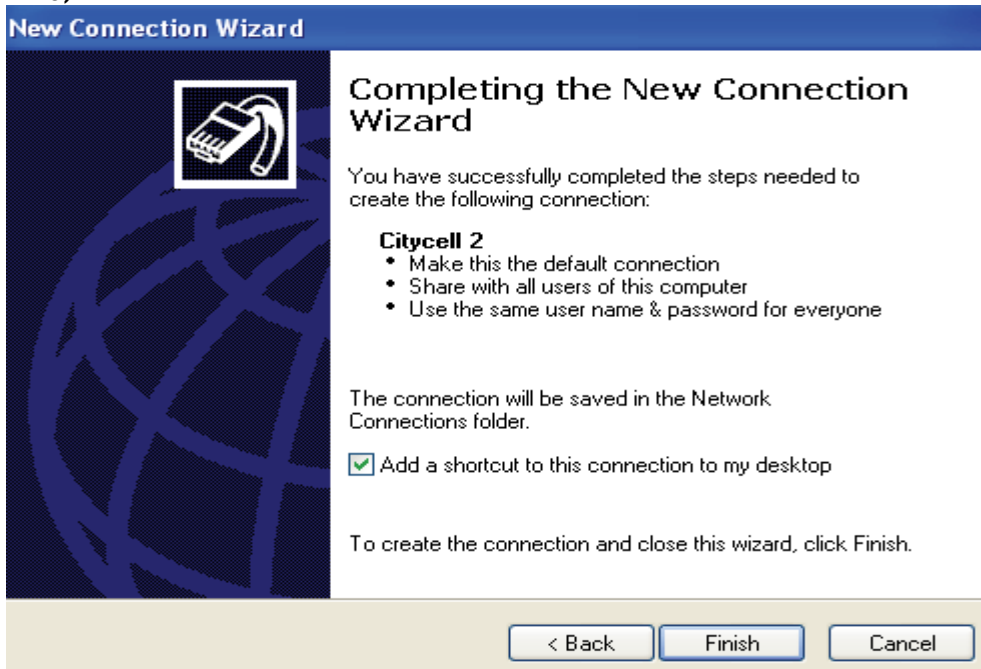 New Connection Wizard
Completing the New Connection
Wizard
You have successfully completed the steps needed to
create the following connection:
Citycell 2
• Make this the default connection
• Share with all users of this computer
• Use the same user name & password for everyone
The connection will be saved in the Network
Connections folder.
Add a shortcut to this connection to my desktop
To create the connection and close this wizard, click Finish.
< Back Finish Cancel